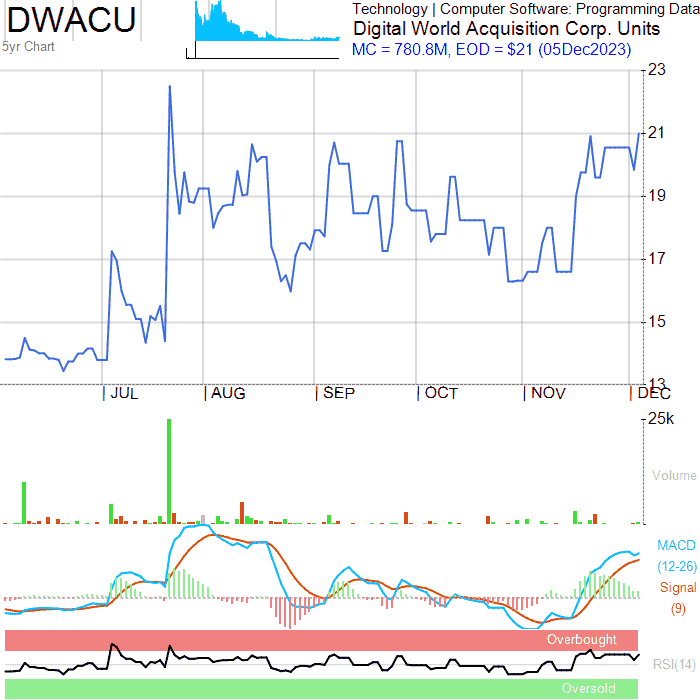 DWACU
5yr Chart
Technology | Computer Software: Programming Data
Digital World Acquisition Corp. Units
MC = 780.8M, EOD = $21 (05Dec2023)
23
21
19
17
15
13
JUL
AUG
SEP
OCT
NOV
DEC
25k
Volume
MACD
(12-26)
Signal
(9)
Overbought
RSI(14)
Oversold